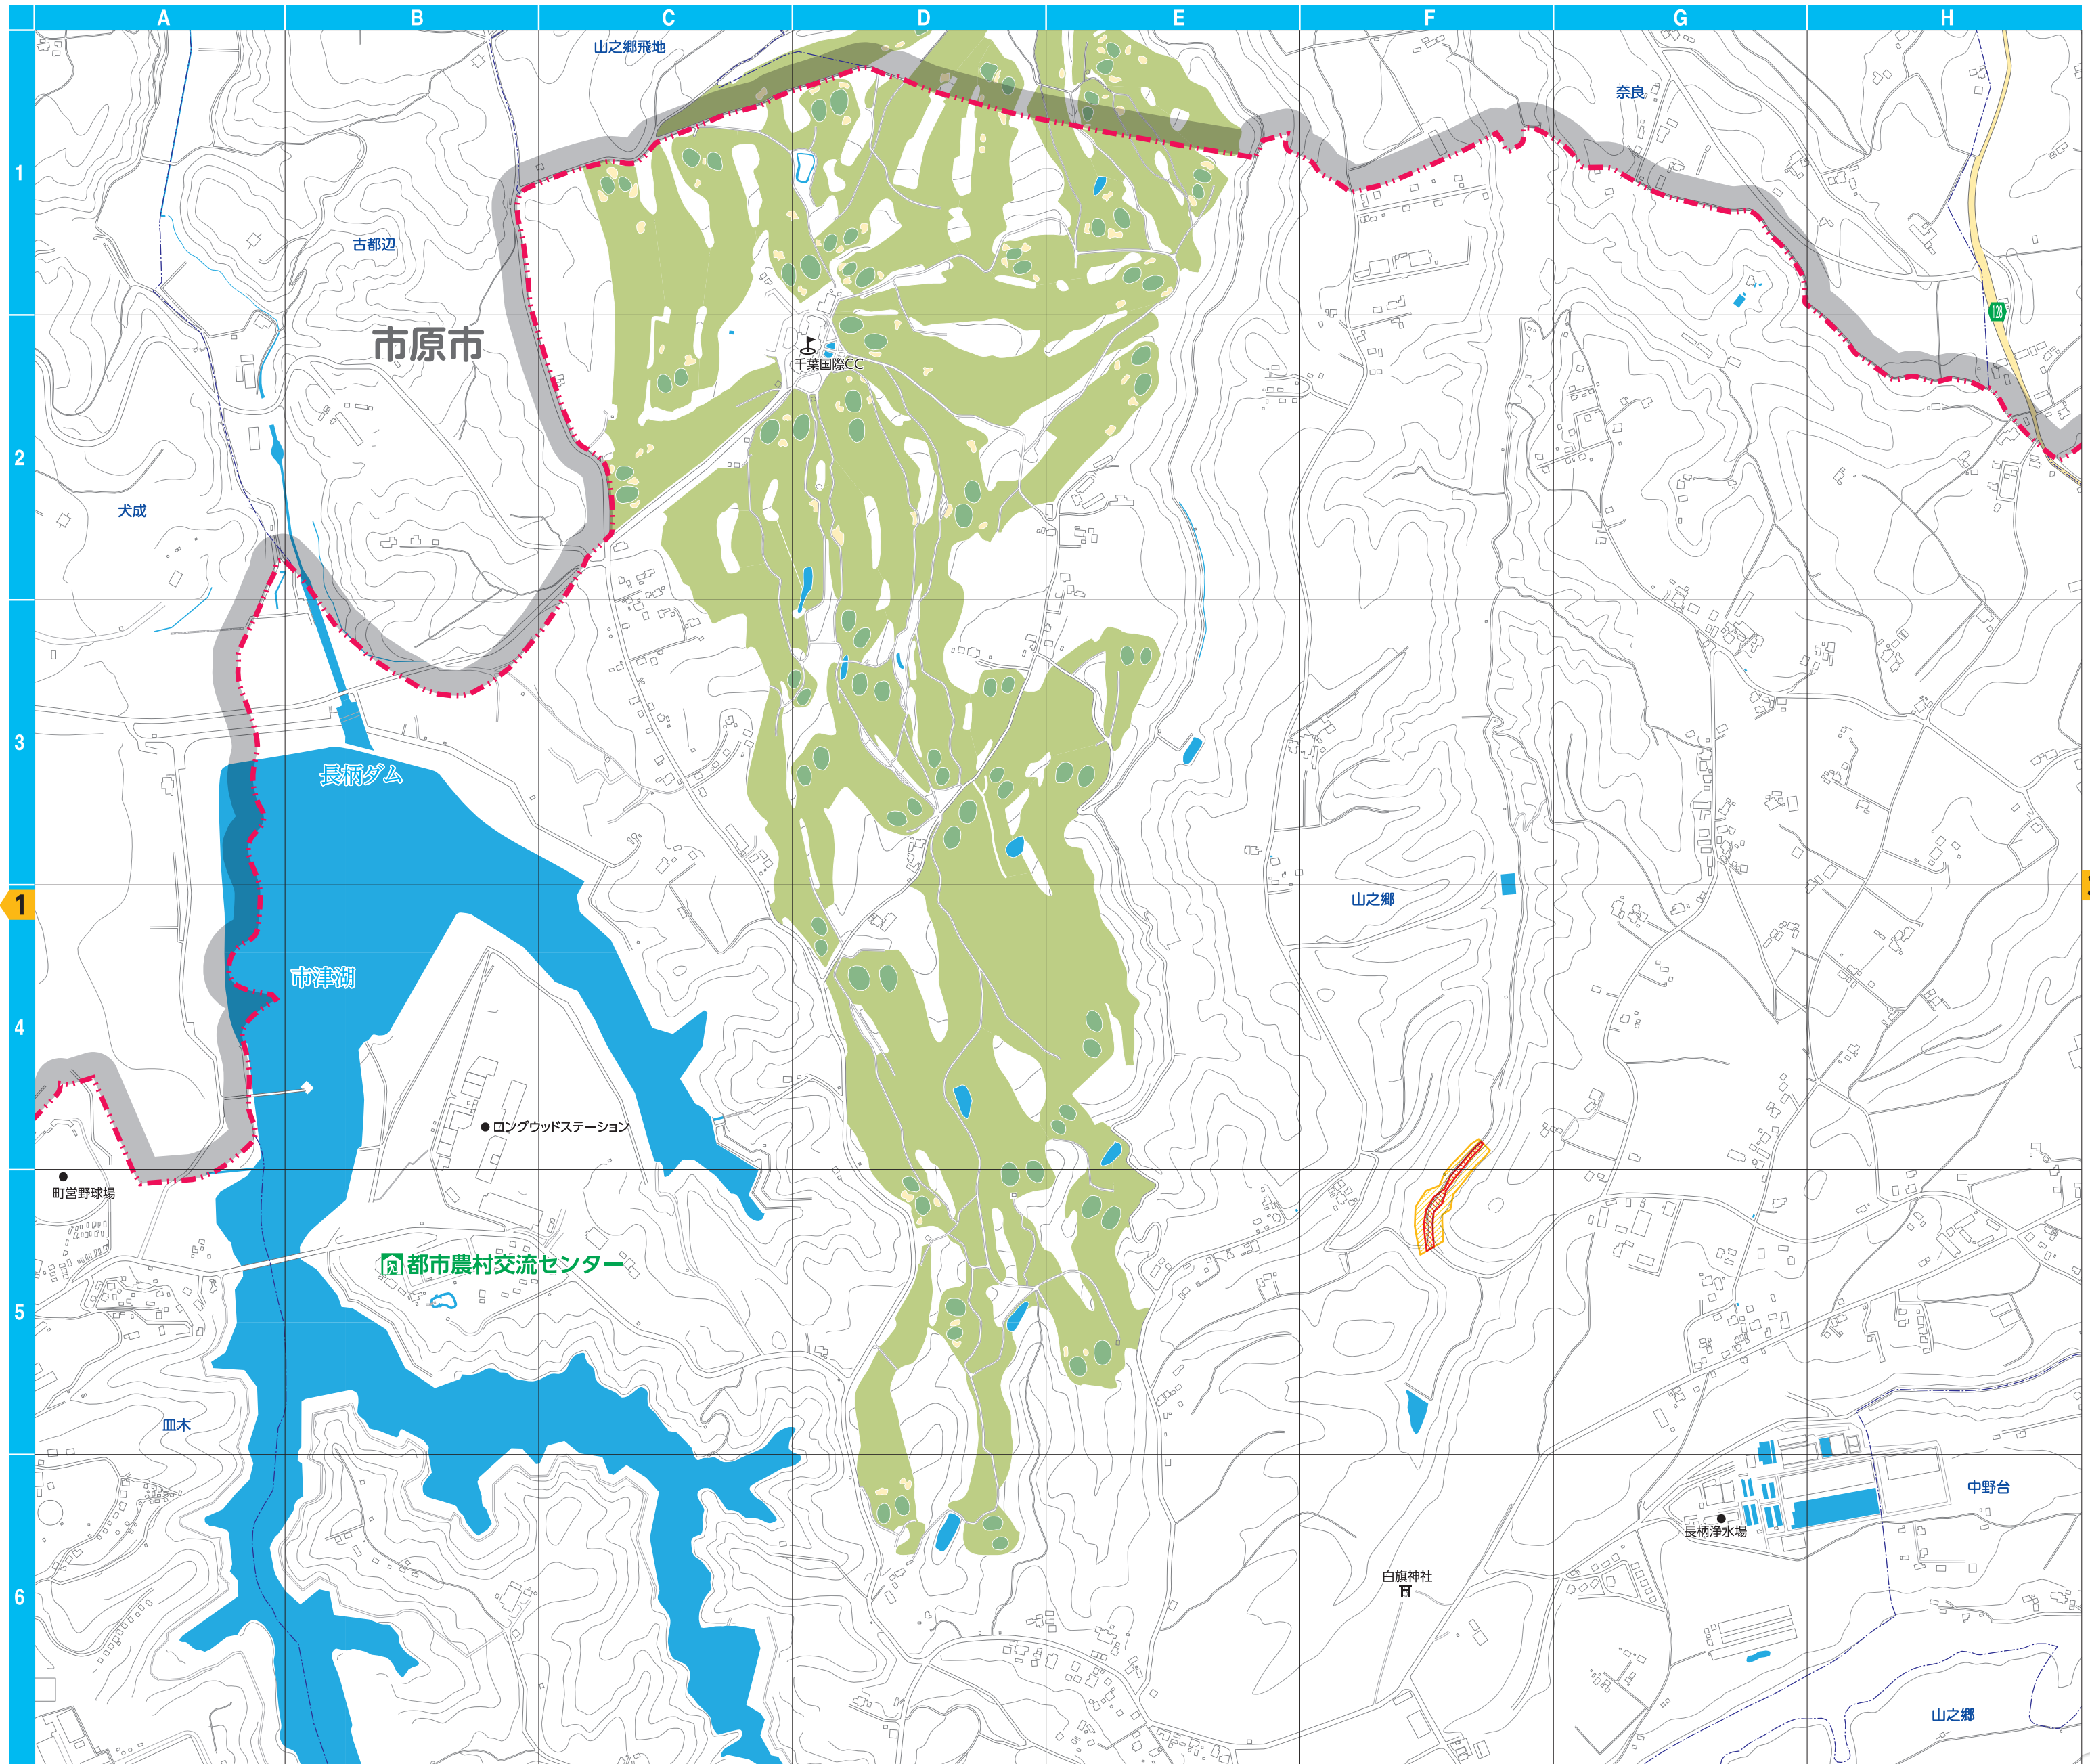 A B C D E F G H
山之郷飛地
奈良
1
古都辺
128
市原市
千葉国際CC
2
犬成
3
長柄ダム
1
山之郷
市津湖
4
ロングウッドステーション
町営野球場
都市農村交流センター
5
皿木
中野台
長柄浄水場
白旗神社
6
山之郷